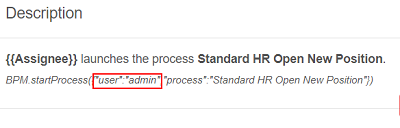 Description
{{Assignee}} launches the process Standard HR Open New Position.
BPM.startProcess({"user":"admin","process":"Standard HR Open New Position"})